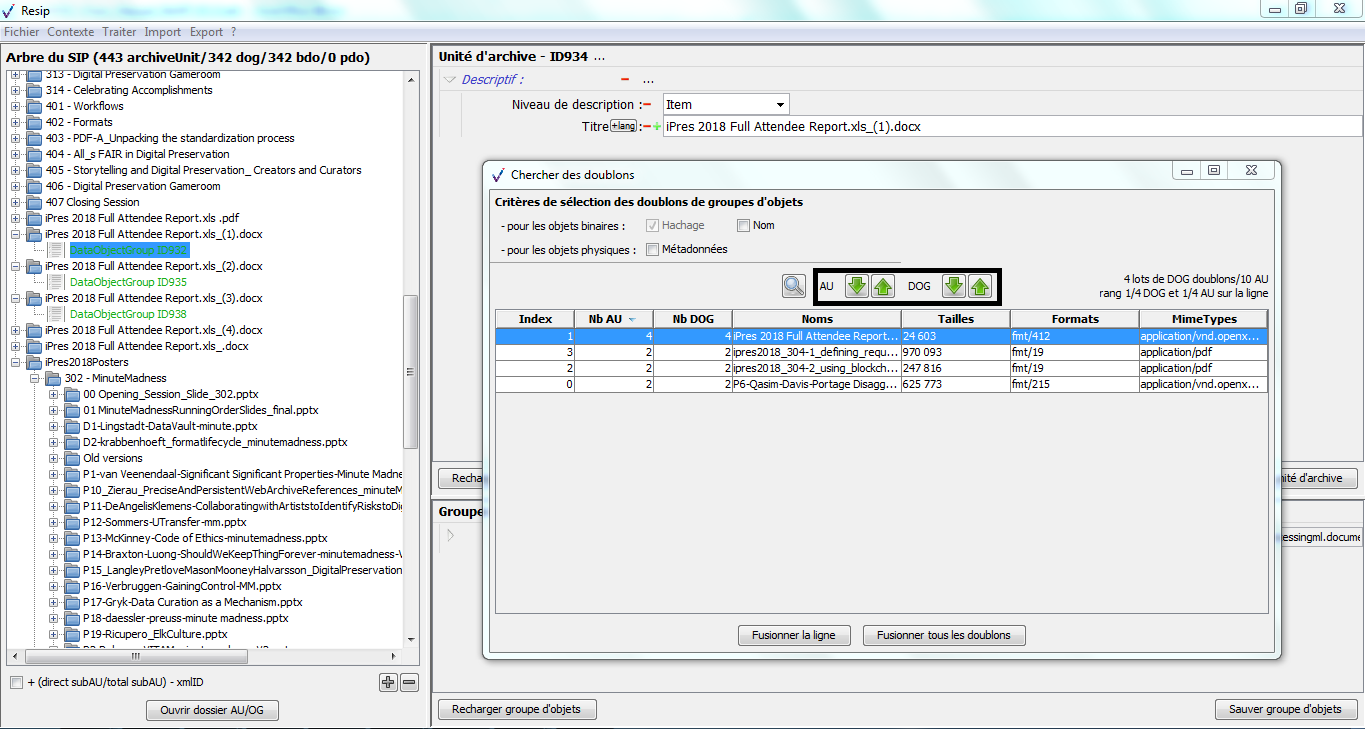 Resip
Fichier Contexte Traiter Import Export ?
Arbre du SIP (443 archiveUnit/342 dog/342 bdo/0 pdo)
313 - Digital Preservation Gameroom
314 - Celebrating Accomplishments
401 - Workflows
402 - Formats
403 - PDF-A_Unpacking the standardization process
404 - All_s FAIR in Digital Preservation
405 - Storytelling and Digital Preservation_ Creators and Curators
406 - Digital Preservation Gameroom
407 Closing Session
iPres 2018 Full Attendee Report.xls .pdf
iPres 2018 Full Attendee Report.xls_(1).docx
DataObjectGroup ID932
iPres 2018 Full Attendee Report.xls_(2).docx
DataObjectGroup ID935
iPres 2018 Full Attendee Report.xls_(3).docx
DataObjectGroup ID938
iPres 2018 Full Attendee Report.xls_(4).docx
iPres 2018 Full Attendee Report.xls_.docx
iPres2018Posters
302 - MinuteMadness
00 Opening_Session_Slide_302.pptx
01 MinuteMadnessRunningOrderSlides_final.pptx
D1-Lingstadt-DataVault-minute.pptx
D2-krabbenhoeft_formatlifecycle_minutemadness.pptx
Old versions
P1-van Veenendaal-Significant Significant Properties-Minute Madne
P10_Zierau_PreciseAndPersistentWebArchiveReferences_minuteM
P11-DeAngelisKlemens-CollaboratingwithArtiststoIdentifyRiskstoDi
P12-Sommers-UTransfer-mm.pptx
P13-McKinney-Code of Ethics-minutemadness.pptx
P14-Braxton-Luong-ShouldWeKeepThingForever-minutemadness-V
P15_LangleyPretloveMasonMooneyHalvarsson_DigitalPreservation
P16-Verbruggen-GainingControl-MM.pptx
P17-Gryk-Data Curation as a Mechanism.pptx
P18-daessler-preuss-minute madness.pptx
P19-Ricupero_ElkCulture.pptx
+ (direct subAU/total subAU) - xmlID
Ouvrir dossier AU/OG
Unité d'archive - ID934 ...
Descriptif : − ...
Niveau de description :− Item
Titre +lang :−+ iPres 2018 Full Attendee Report.xls_(1).docx
Chercher des doublons
Critères de sélection des doublons de groupes d'objets
- pour les objets binaires : Hachage Nom
- pour les objets physiques : Métadonnées
AU DOG
4 lots de DOG doublons/10 AU
rang 1/4 DOG et 1/4 AU sur la ligne
Index Nb AU Nb DOG Noms Tailles Formats MimeTypes
1 4 4 iPres 2018 Full Attendee Report... 24 603 fmt/412 application/vnd.openx...
3 2 2 ipres2018_304-1_defining_requ... 970 093 fmt/19 application/pdf
2 2 2 ipres2018_304-2_using_blockch... 247 816 fmt/19 application/pdf
0 2 2 P6-Qasim-Davis-Portage Disagg... 625 773 fmt/215 application/vnd.openx...
Fusionner la ligne Fusionner tous les doublons
Recha
ité d'archive
Groupe
essingml.docume
Recharger groupe d'objets Sauver groupe d'objets